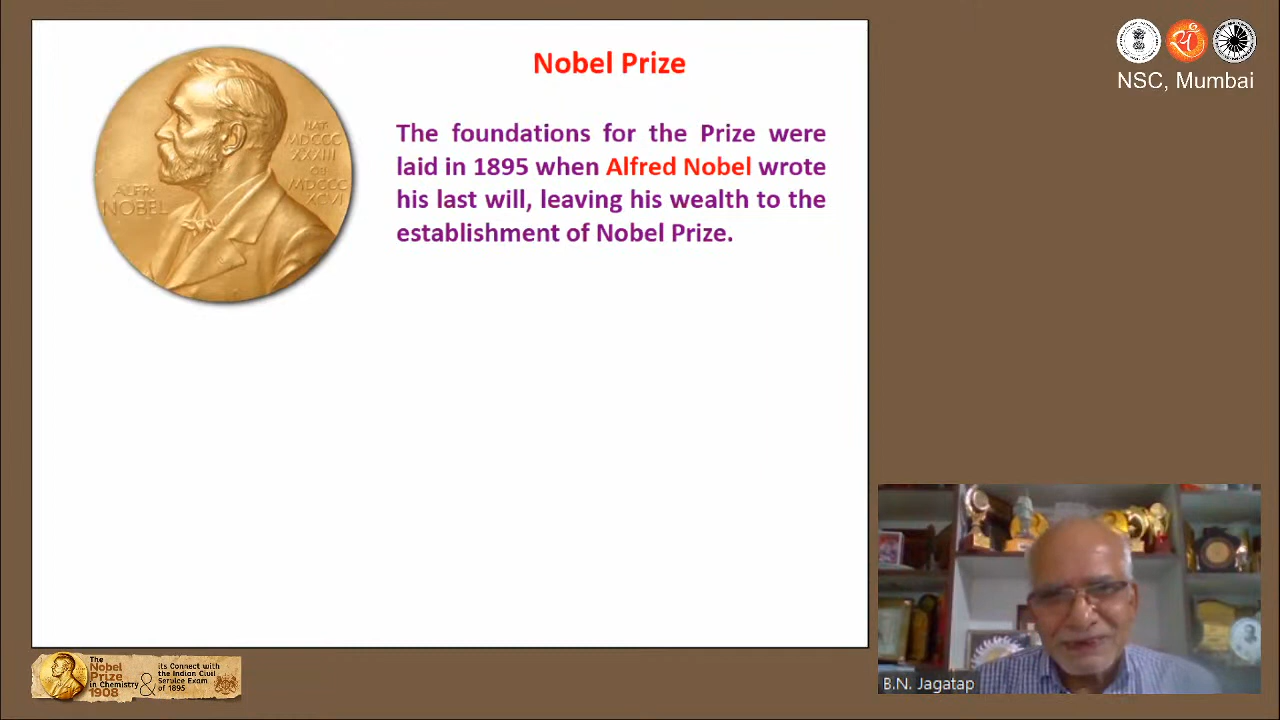 Nobel Prize
The foundations for the Prize were
laid in 1895 when Alfred Nobel wrote
his last will, leaving his wealth to the
establishment of Nobel Prize.
ALFR·
NOBEL
NAT·
MDCCC
XXXIII
OB·
MDCCC
XCVI
NSC, Mumbai
B.N. Jagatap
The
Nobel
Prize
in Chemistry
1908
&
its Connect with
the Indian Civil
Service Exam
of 1895